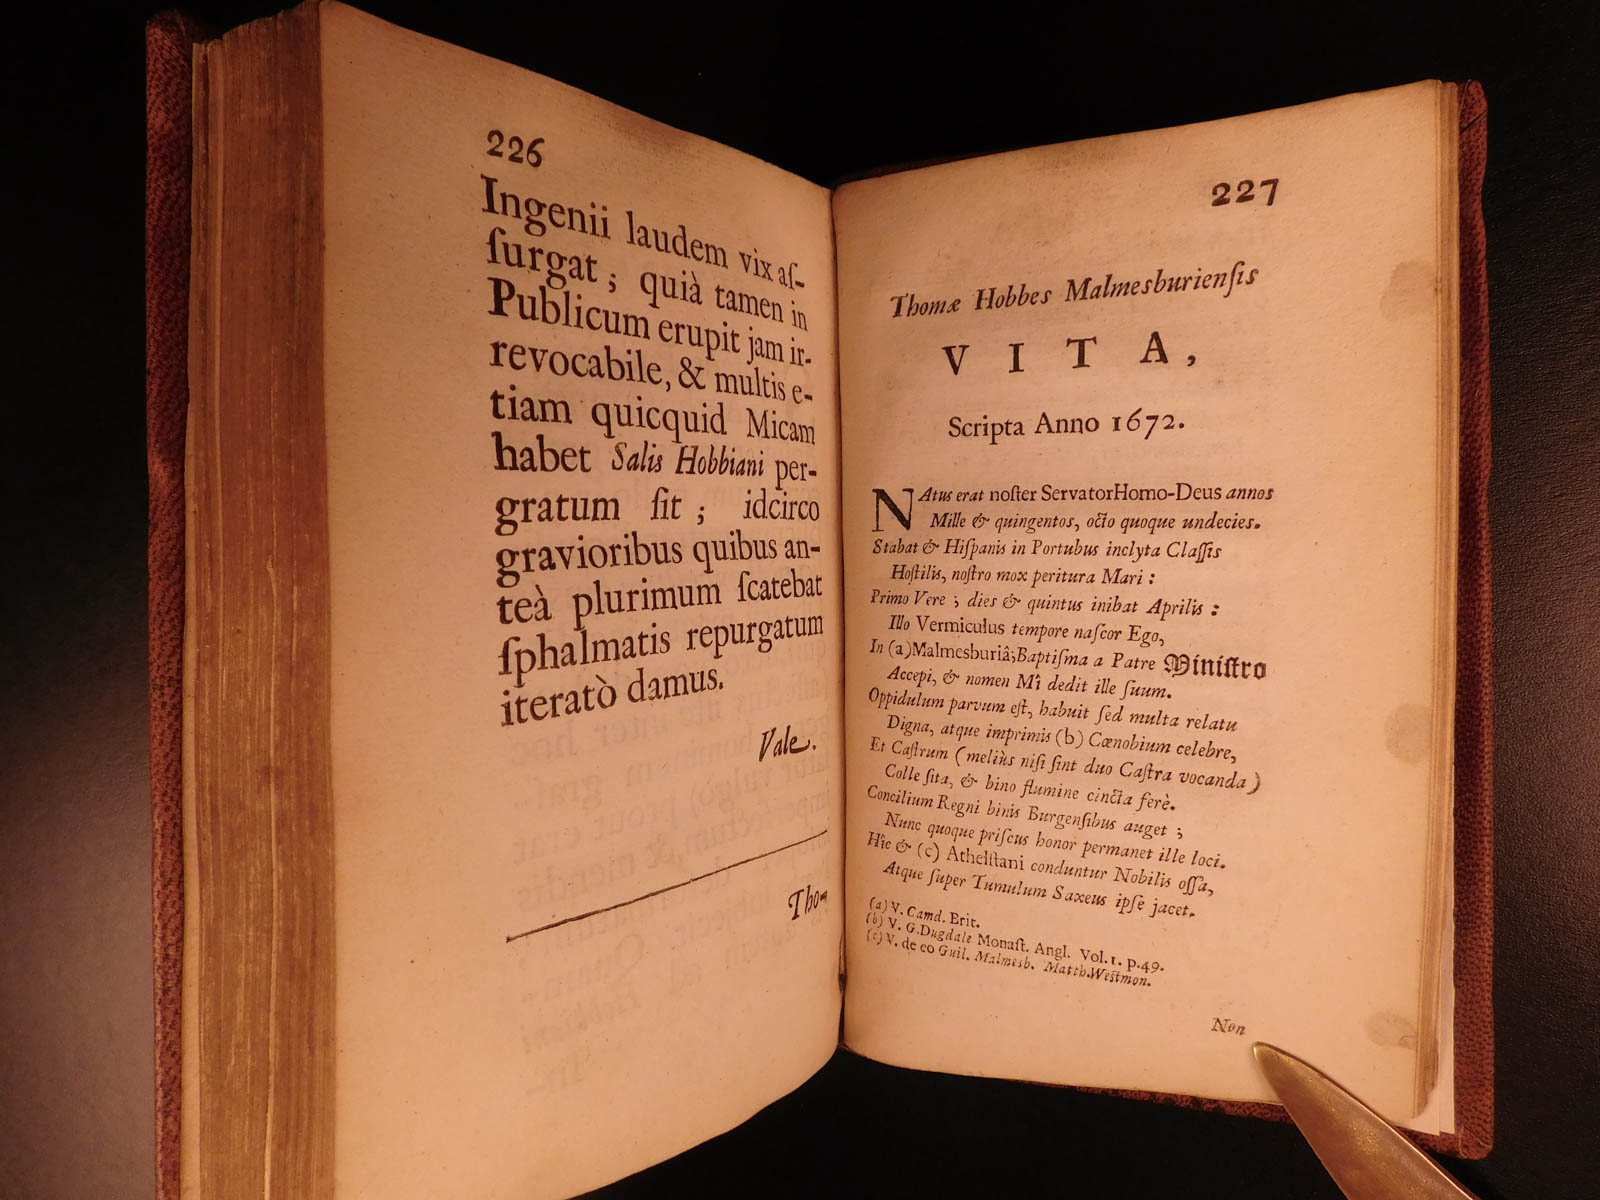 226
Ingenii laudem vix aſ-
ſurgat; quià tamen in
Publicum erupit jam ir-
revocabile, & multis e-
tiam quicquid Micam
habet Salis Hobbiani per-
gratum ſit; idcirco
gravioribus quibus an-
teà plurimum ſcatebat
ſphalmatis repurgatum
iteratò damus.
Vale.
Tho-
227
Thomæ Hobbes Malmesburienſis
VITA,
Scripta Anno 1672.
NAtus erat noſter ServatorHomo-Deus annos
Mille & quingentos, octo quoque undecies.
Stabat & Hiſpanis in Portubus inclyta Claſſis
Hoſtilis, noſtro mox peritura Mari:
Primo Vere; dies & quintus inibat Aprilis:
Illo Vermiculus tempore naſcor Ego,
In (a)Malmesburiâ;Baptiſma a Patre Miniſtro
Accepi, & nomen Mî dedit ille ſuum.
Oppidulum parvum eſt, habuit ſed multa relatu
Digna, atque imprimis (b) Cœnobium celebre,
Et Caſtrum (meliùs niſi ſint duo Caſtra vocanda)
Colle ſita, & bino flumine cincta ferè.
Concilium Regni binis Burgenſibus auget;
Nunc quoque priſcus honor permanet ille loci.
Hîc & (c) Athelſtani conduntur Nobilis oſſa,
Atque ſuper Tumulum Saxeus ipſe jacet.
(a) V. Camd. Brit.
(b) V. G.Dugdale Monaſt. Angl. Vol.1. p.49.
(c) V. de eo Guil. Malmesb. Matth.Weſtmon.
Non